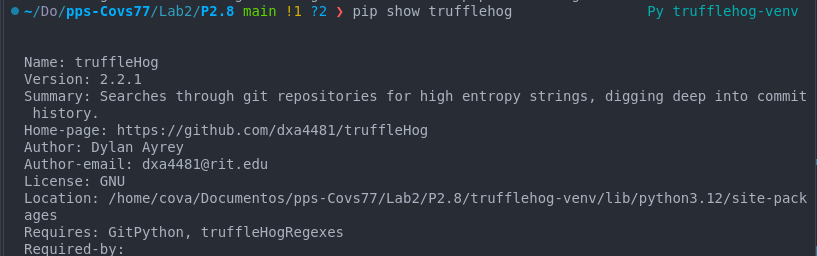 ~/Do/pps-Covs77/Lab2/P2.8 main !1 ?2 ❯ pip show trufflehog Py trufflehog-venv
Name: truffleHog
Version: 2.2.1
Summary: Searches through git repositories for high entropy strings, digging deep into commit
history.
Home-page: https://github.com/dxa4481/truffleHog
Author: Dylan Ayrey
Author-email: dxa4481@rit.edu
License: GNU
Location: /home/cova/Documentos/pps-Covs77/Lab2/P2.8/trufflehog-venv/lib/python3.12/site-pack
ages
Requires: GitPython, truffleHogRegexes
Required-by: